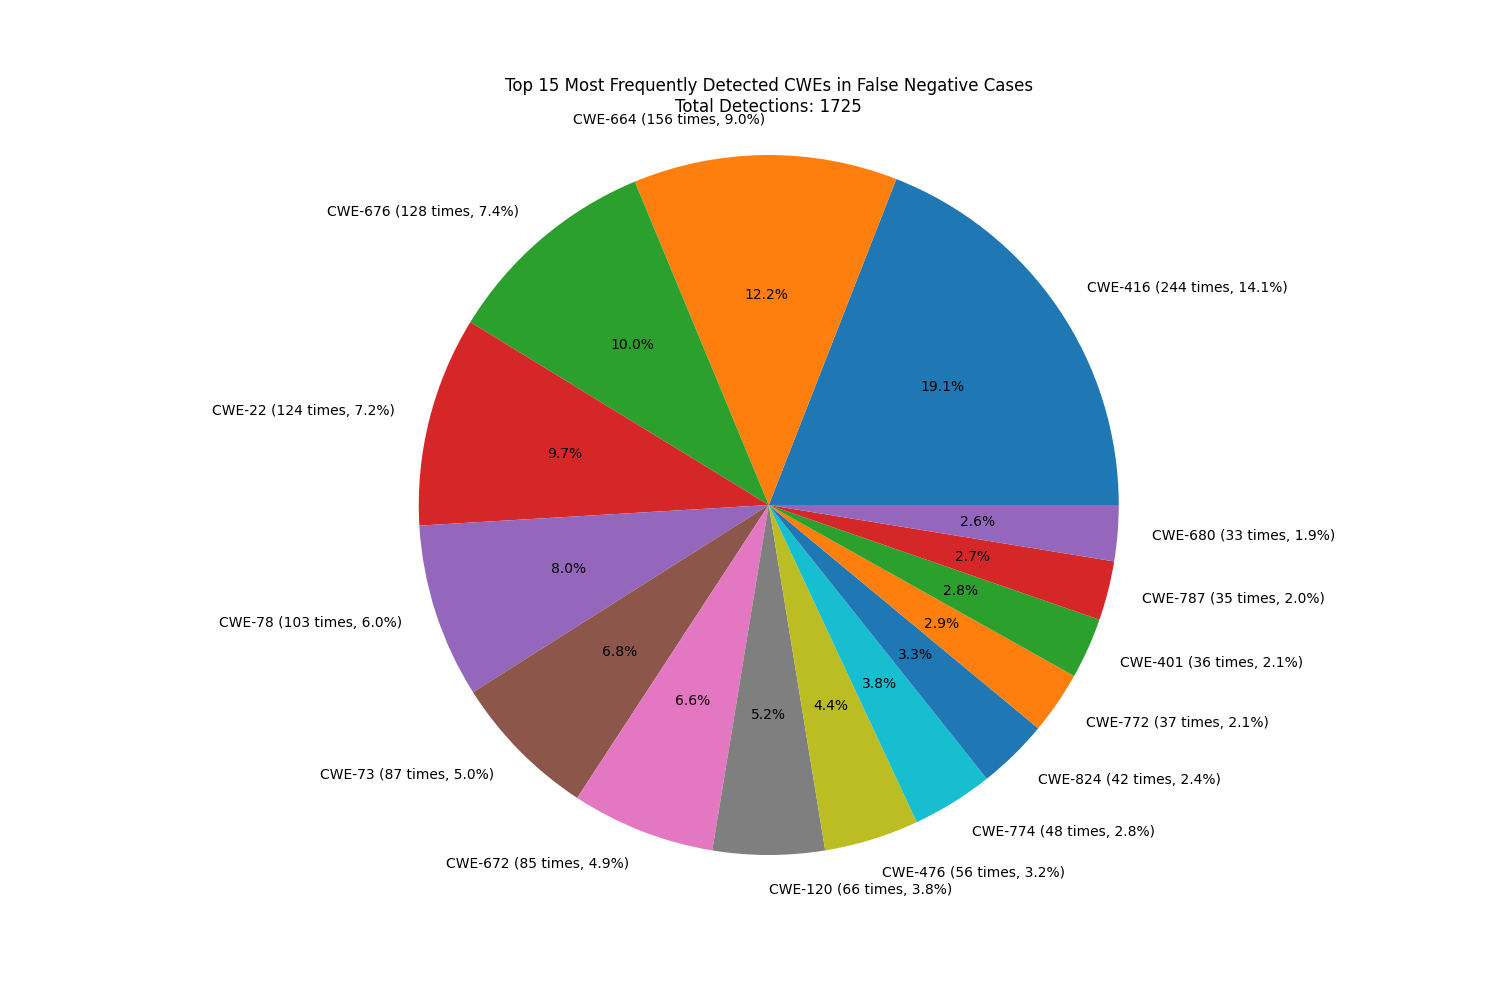 Top 15 Most Frequently Detected CWEs in False Negative Cases
Total Detections: 1725
CWE-664 (156 times, 9.0%)
CWE-676 (128 times, 7.4%)
CWE-416 (244 times, 14.1%)
12.2%
10.0%
19.1%
CWE-22 (124 times, 7.2%)
9.7%
2.6%
CWE-680 (33 times, 1.9%)
2.7%
8.0%
2.8%
CWE-787 (35 times, 2.0%)
CWE-78 (103 times, 6.0%)
2.9%
6.8%
3.3%
CWE-401 (36 times, 2.1%)
3.8%
6.6%
4.4%
5.2%
CWE-772 (37 times, 2.1%)
CWE-73 (87 times, 5.0%)
CWE-824 (42 times, 2.4%)
CWE-774 (48 times, 2.8%)
CWE-672 (85 times, 4.9%)
CWE-476 (56 times, 3.2%)
CWE-120 (66 times, 3.8%)